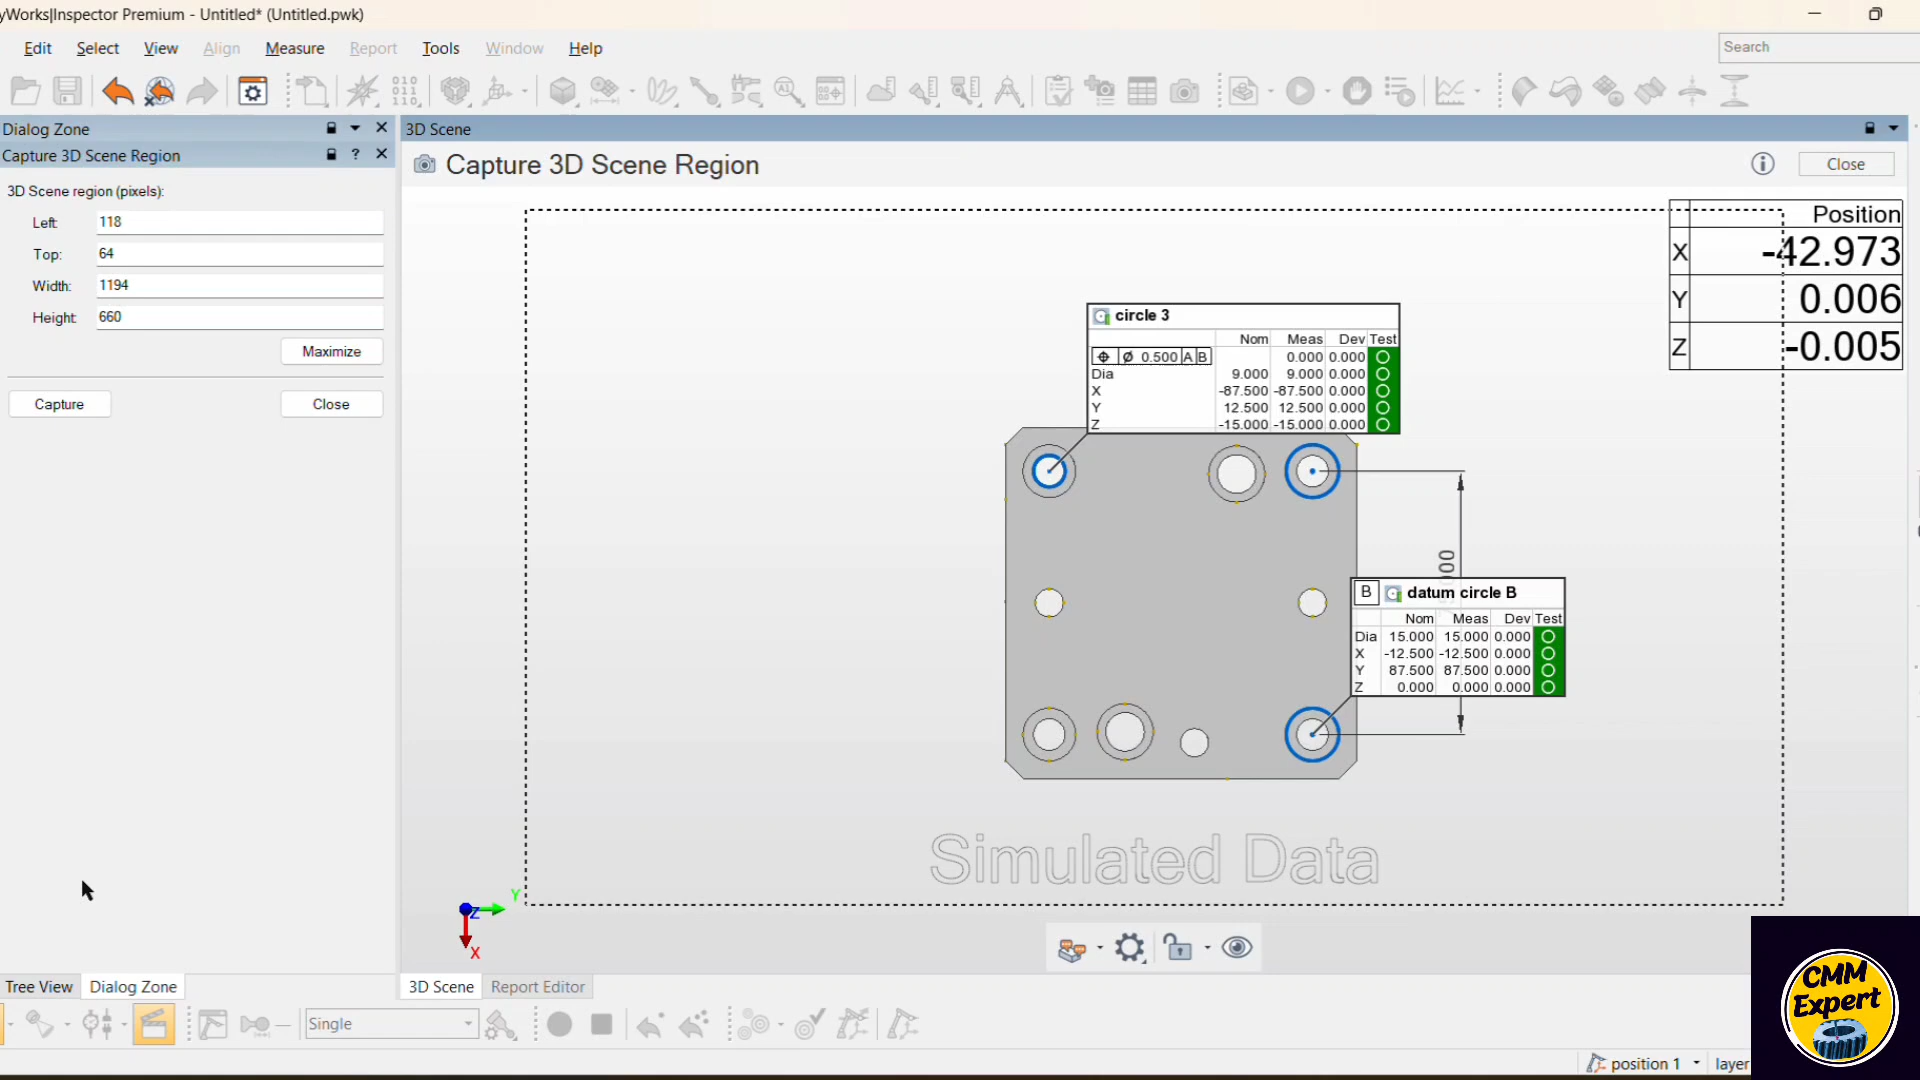 yWorks|Inspector Premium - Untitled* (Untitled.pwk)
Edit Select View Align Measure Report Tools Window Help
Search
Dialog Zone
3D Scene
Capture 3D Scene Region
Capture 3D Scene Region
Close
3D Scene region (pixels):
Left: 118
Top: 64
Width: 1194
Height: 660
Maximize
Capture
Close
Position
X -42.973
Y 0.006
Z -0.005
circle 3
Nom Meas Dev Test
⌖ Ø 0.500 A B 0.000 0.000
Dia 9.000 9.000 0.000
X -87.500 -87.500 0.000
Y 12.500 12.500 0.000
Z -15.000 -15.000 0.000
B datum circle B
Nom Meas Dev Test
Dia 15.000 15.000 0.000
X -12.500 -12.500 0.000
Y 87.500 87.500 0.000
Z 0.000 0.000 0.000
Simulated Data
Y
Z
X
Tree View Dialog Zone
3D Scene Report Editor
Single
position 1 layer
CMM
Expert